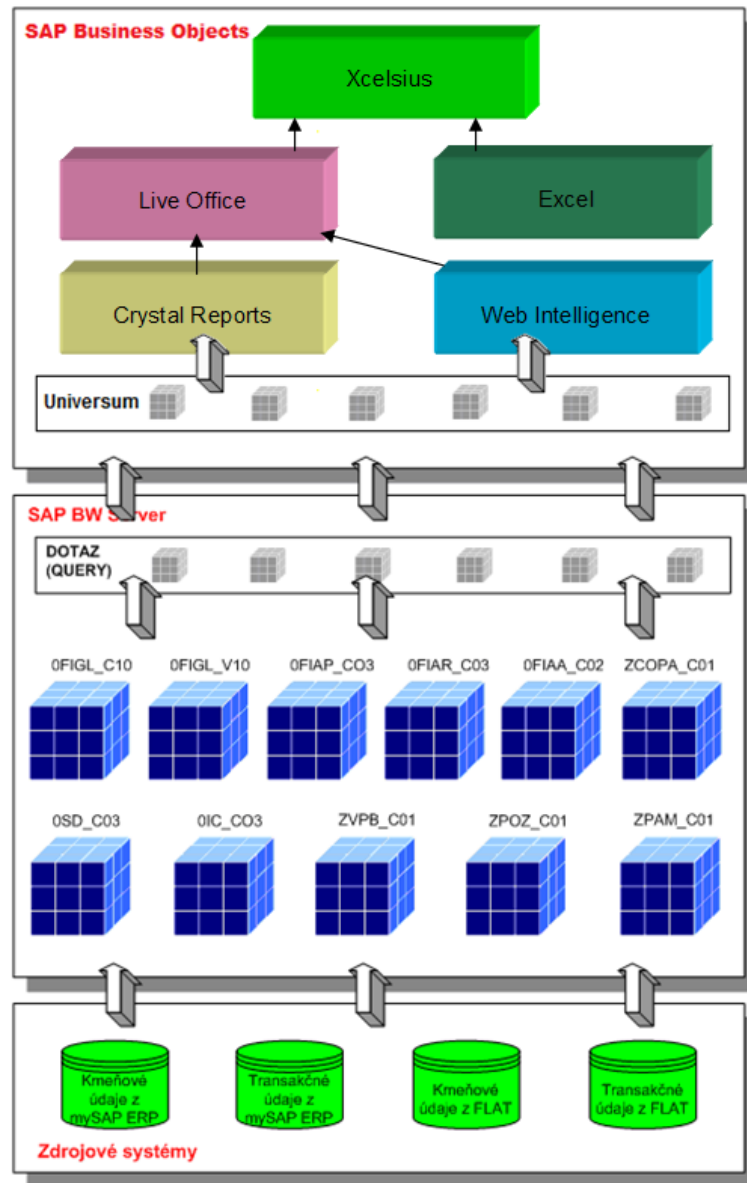 SAP Business Objects
Xcelsius
Live Office
Excel
Crystal Reports
Web Intelligence
Universum
SAP BW Server
DOTAZ
(QUERY)
0FIGL_C10
0FIGL_V10
0FIAP_CO3
0FIAR_C03
0FIAA_C02
ZCOPA_C01
0SD_C03
0IC_CO3
ZVPB_C01
ZPOZ_C01
ZPAM_C01
Kmeňové
údaje z
mySAP ERP
Transakčné
údaje z
mySAP ERP
Kmeňové
údaje z FLAT
Transakčné
údaje z FLAT
Zdrojové systémy